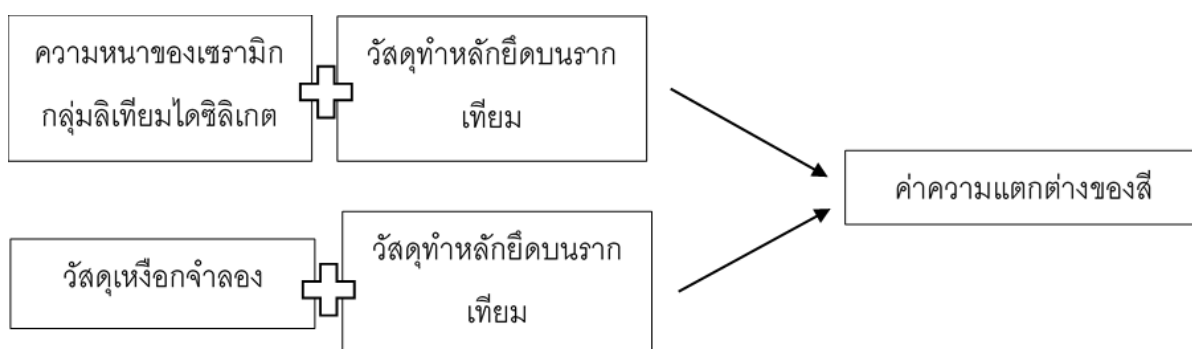 ความหนาของเซรามิก
กลุ่มลิเทียมไดซิลิเกต
วัสดุทำหลักยึดบนราก
เทียม
ค่าความแตกต่างของสี
วัสดุเหงือกจำลอง
วัสดุทำหลักยึดบนราก
เทียม